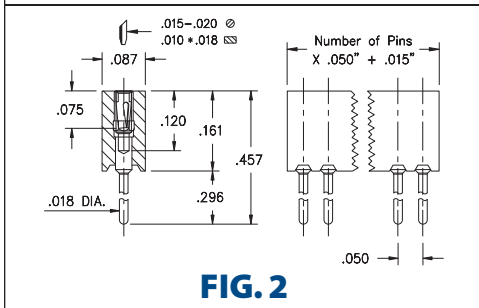 .015–.020 ⊘
.010 * .018 ▨
.087
Number of Pins
X .050” + .015”
.075
.120
.161
.457
.296
.018 DIA.
.050
FIG. 2